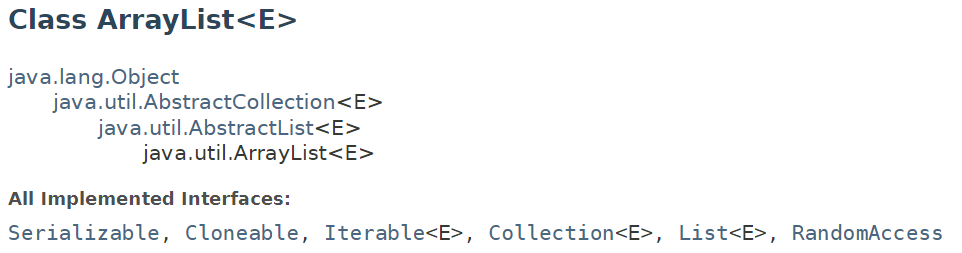 Class ArrayList<E>
java.lang.Object
java.util.AbstractCollection<E>
java.util.AbstractList<E>
java.util.ArrayList<E>
All Implemented Interfaces:
Serializable, Cloneable, Iterable<E>, Collection<E>, List<E>, RandomAccess